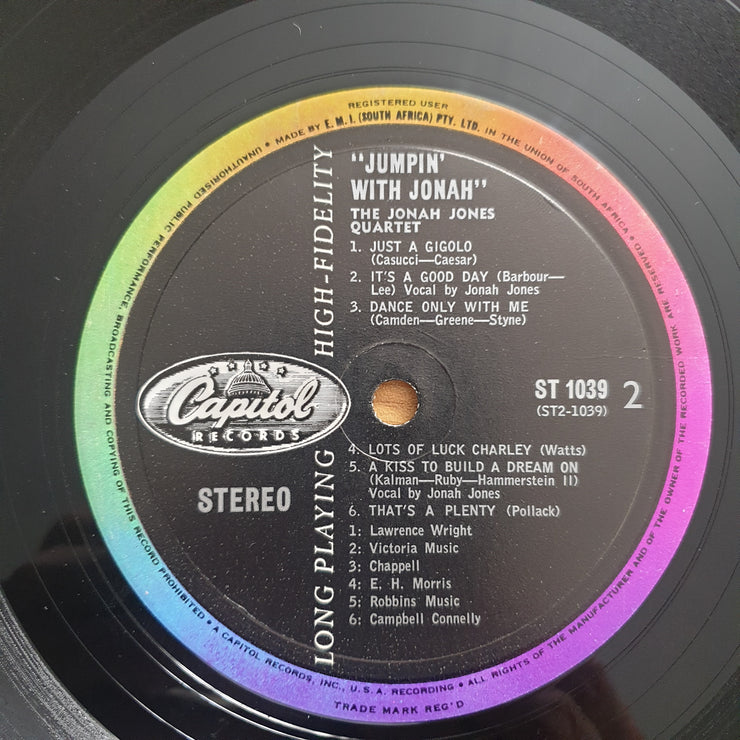 REGISTERED USER
MADE BY E.M.I. (SOUTH AFRICA) PTY. LTD. IN THE UNION OF SOUTH AFRICA •
"JUMPIN'
WITH JONAH"
THE JONAH JONES
QUARTET
1. JUST A GIGOLO
(Casucci—Caesar)
2. IT'S A GOOD DAY (Barbour—
Lee) Vocal by Jonah Jones
3. DANCE ONLY WITH ME
(Camden—Greene—Styne)
LONG PLAYING HIGH-FIDELITY
Capitol
RECORDS
STEREO
ST 1039
(ST2-1039)
2
4. LOTS OF LUCK CHARLEY (Watts)
5. A KISS TO BUILD A DREAM ON
(Kalman—Ruby—Hammerstein II)
Vocal by Jonah Jones
6. THAT'S A PLENTY (Pollack)
1: Lawrence Wright
2: Victoria Music
3: Chappell
4: E. H. Morris
5: Robbins Music
6: Campbell Connelly
UNAUTHORISED PUBLIC PERFORMANCE, BROADCASTING AND COPYING OF THIS RECORD PROHIBITED •
A CAPITOL RECORDS, INC., U.S.A. RECORDING • ALL RIGHTS OF THE MANUFACTURER AND OF THE OWNER OF THE RECORDED WORK ARE RESERVED
TRADE MARK REG'D